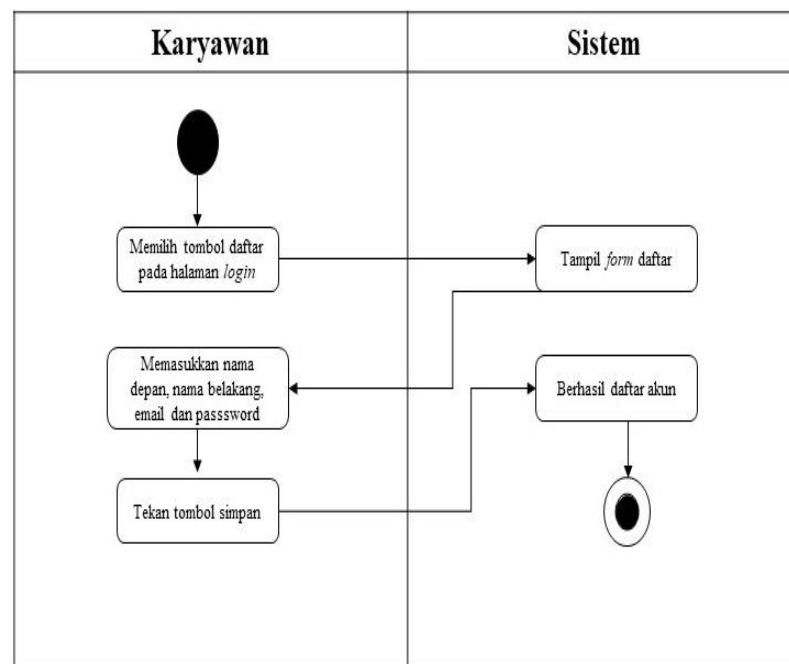 Karyawan
Sistem
Memilih tombol daftar
pada halaman login
Tampil form daftar
Memasukkan nama
depan, nama belakang,
email dan passsword
Berhasil daftar akun
Tekan tombol simpan